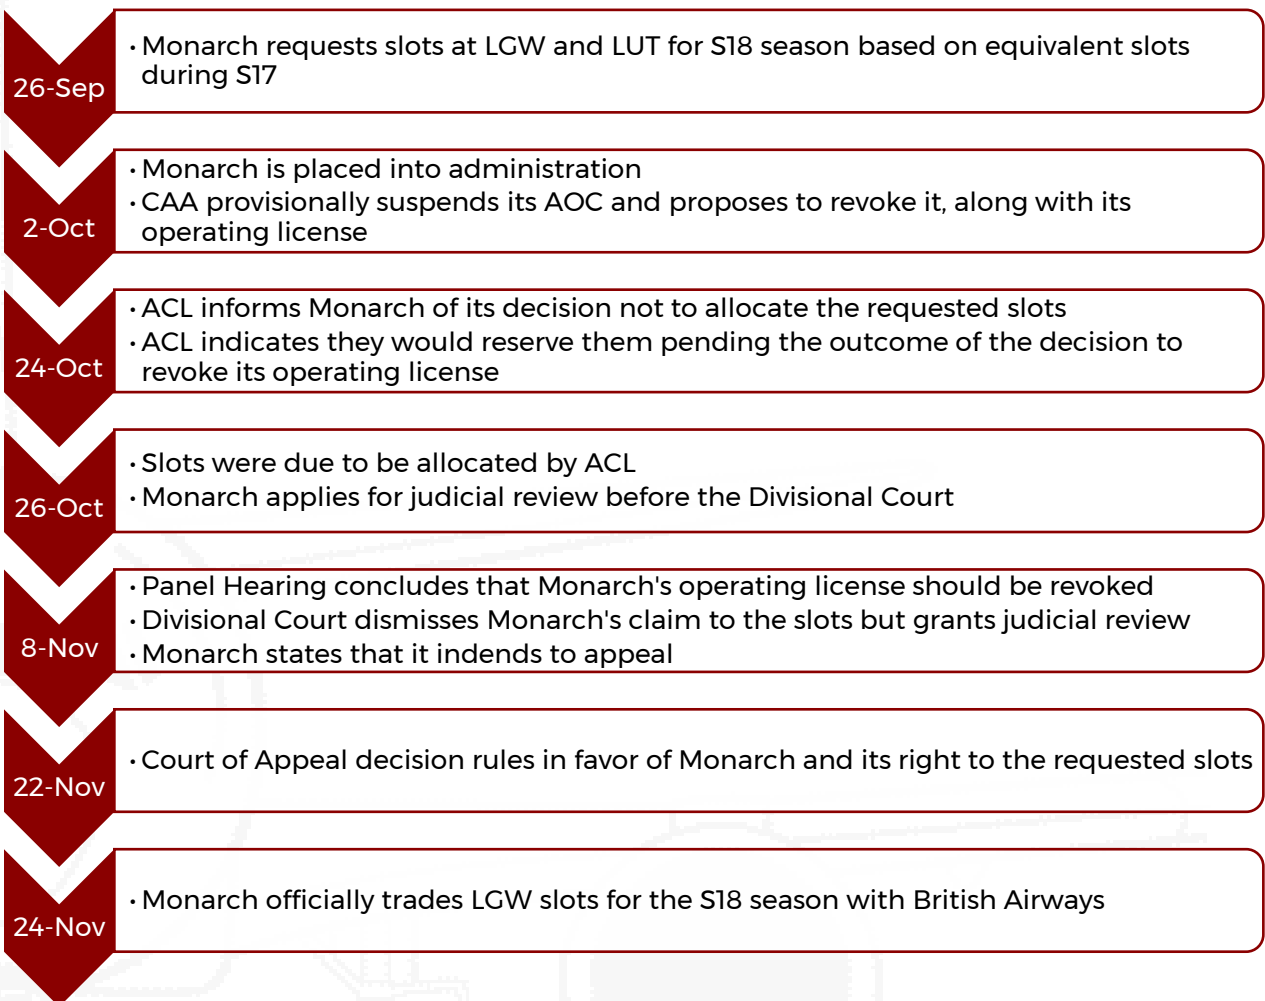 26-Sep
· Monarch requests slots at LGW and LUT for S18 season based on equivalent slots
during S17
2-Oct
· Monarch is placed into administration
· CAA provisionally suspends its AOC and proposes to revoke it, along with its
operating license
24-Oct
· ACL informs Monarch of its decision not to allocate the requested slots
· ACL indicates they would reserve them pending the outcome of the decision to
revoke its operating license
26-Oct
· Slots were due to be allocated by ACL
· Monarch applies for judicial review before the Divisional Court
8-Nov
· Panel Hearing concludes that Monarch's operating license should be revoked
· Divisional Court dismisses Monarch's claim to the slots but grants judicial review
· Monarch states that it indends to appeal
22-Nov
· Court of Appeal decision rules in favor of Monarch and its right to the requested slots
24-Nov
· Monarch officially trades LGW slots for the S18 season with British Airways